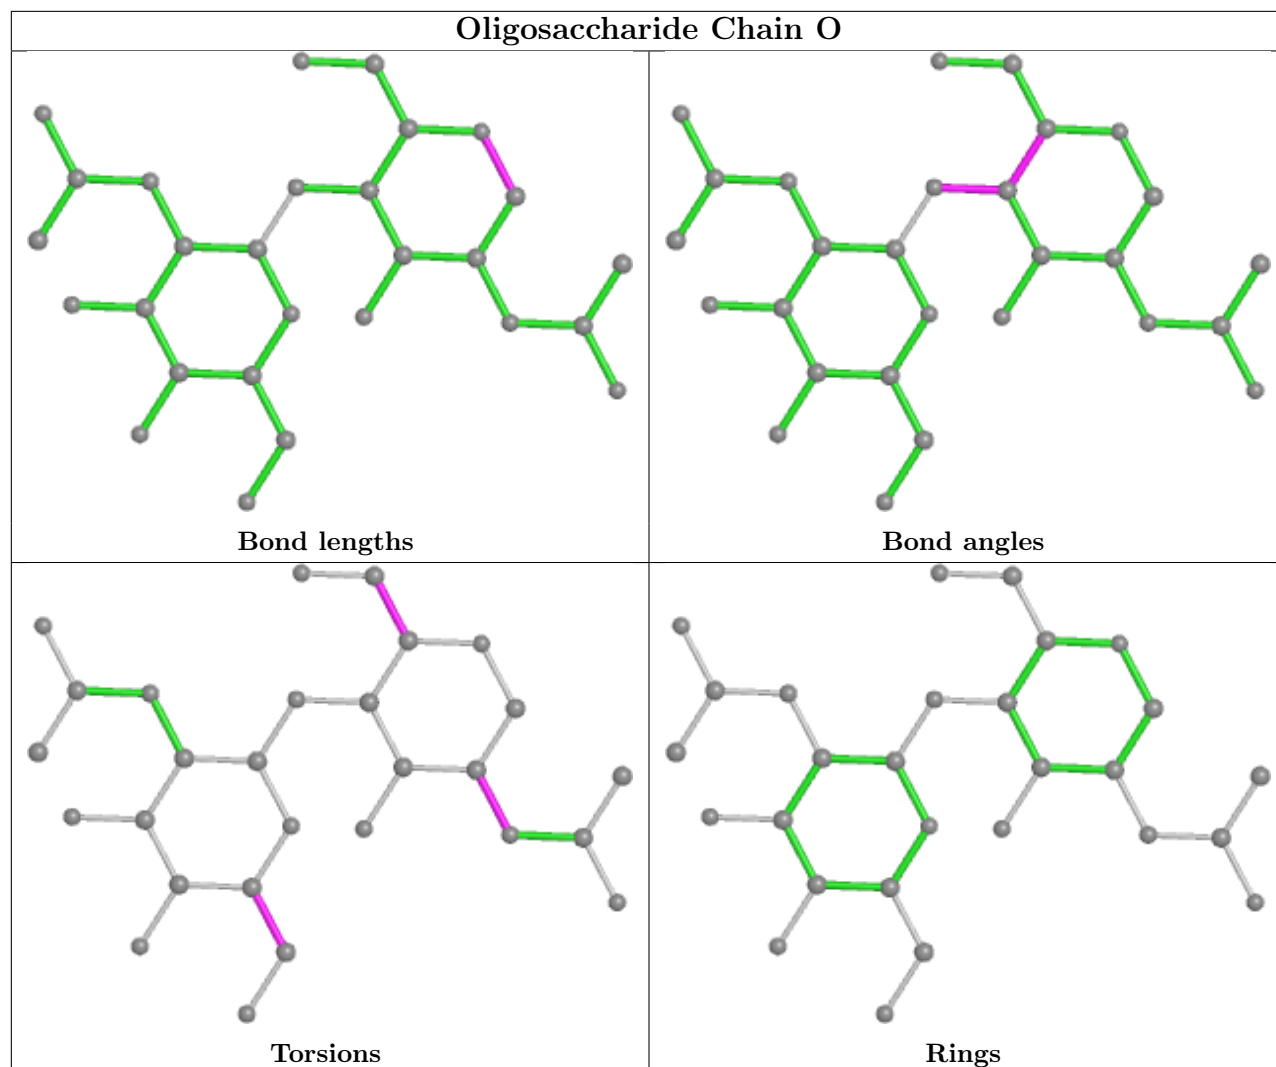 Oligosaccharide Chain O
Bond lengths
Bond angles
Torsions
Rings